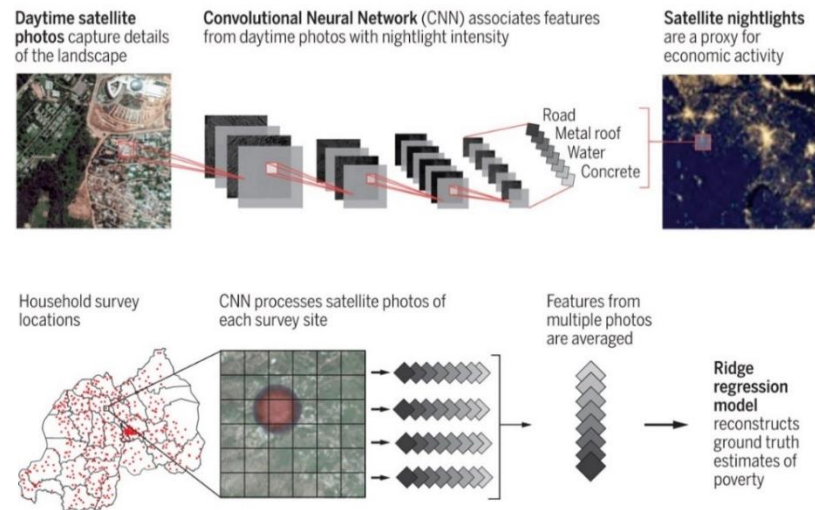 Daytime satellite
photos capture details
of the landscape
Convolutional Neural Network (CNN) associates features
from daytime photos with nightlight intensity
Satellite nightlights
are a proxy for
economic activity
Road
Metal roof
Water
Concrete
Household survey
locations
CNN processes satellite photos of
each survey site
Features from
multiple photos
are averaged
Ridge
regression
model
reconstructs
ground truth
estimates of
poverty